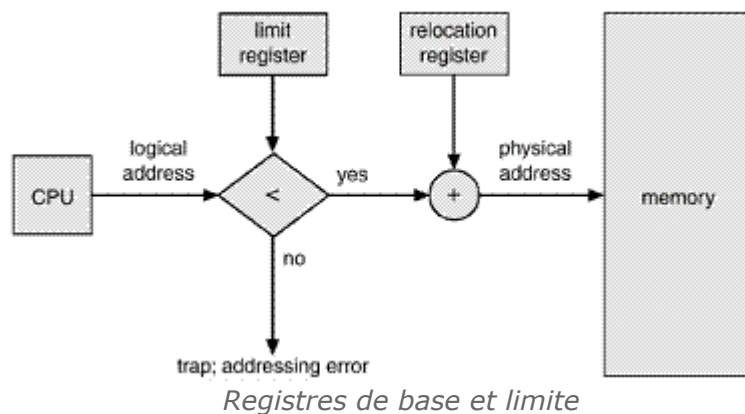 limit
register
relocation
register
logical
address
physical
address
CPU
<
yes
+
memory
no
trap; addressing error
Registres de base et limite